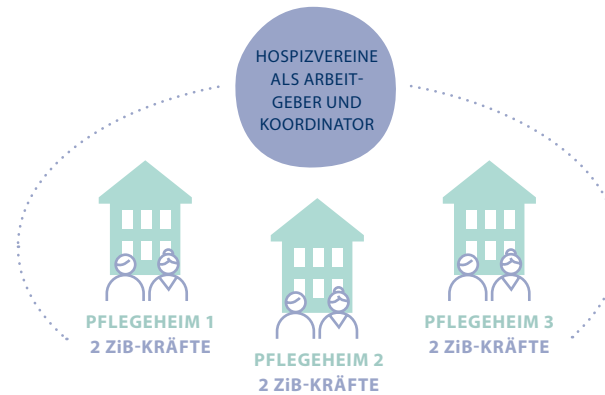 HOSPIZVEREINE
ALS ARBEIT-
GEBER UND
KOORDINATOR
PFLEGEHEIM 1
2 ZiB-KRÄFTE
PFLEGEHEIM 2
2 ZiB-KRÄFTE
PFLEGEHEIM 3
2 ZiB-KRÄFTE